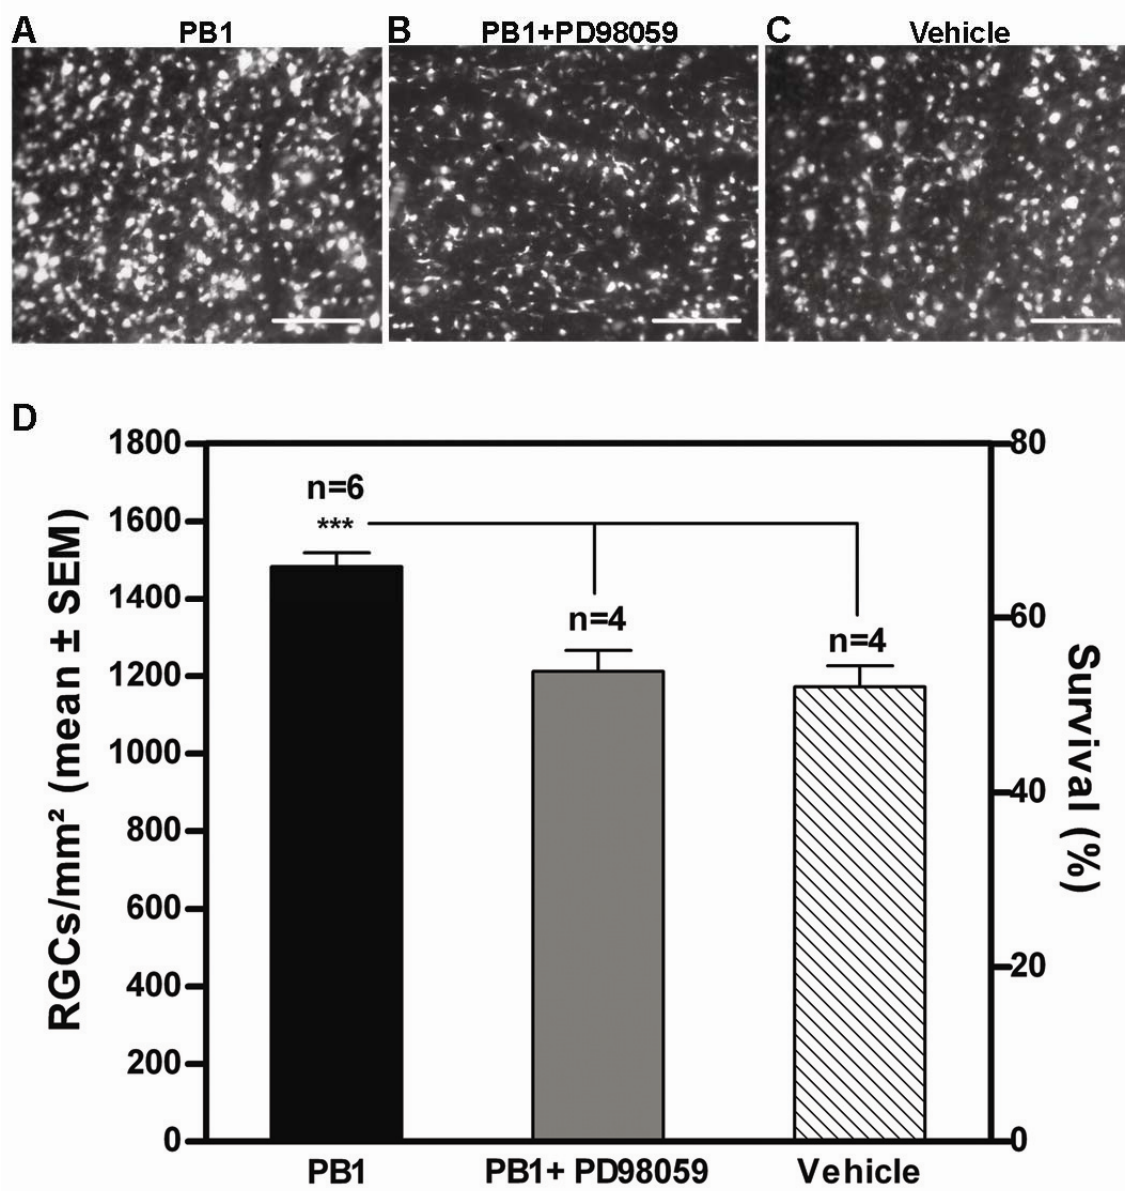 A PB1
B PB1+PD98059
C Vehicle
D
1800
1600
1400
1200
1000
800
600
400
200
0
RGCs/mm² (mean ± SEM)
n=6
***
n=4
n=4
80
60
40
20
0
Survival (%)
PB1
PB1+ PD98059
Vehicle